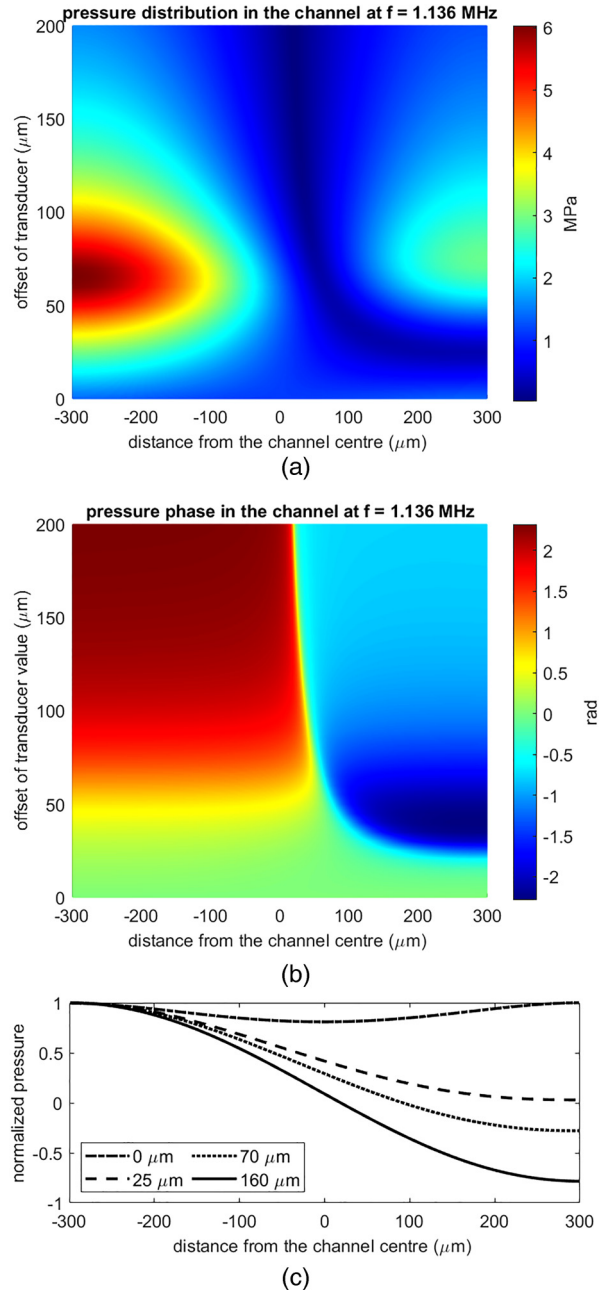 pressure distribution in the channel at f = 1.136 MHz
200
150
100
50
0
offset of transducer (μm)
-300 -200 -100 0 100 200 300
distance from the channel centre (μm)
6
5
4
3
2
1
MPa
(a)
pressure phase in the channel at f = 1.136 MHz
200
150
100
50
0
offset of transducer value (μm)
-300 -200 -100 0 100 200 300
distance from the channel centre (μm)
2
1.5
1
0.5
0
-0.5
-1
-1.5
-2
rad
(b)
1
0.5
0
-0.5
-1
normalized pressure
0 μm 70 μm
25 μm 160 μm
-300 -200 -100 0 100 200 300
distance from the channel centre (μm)
(c)